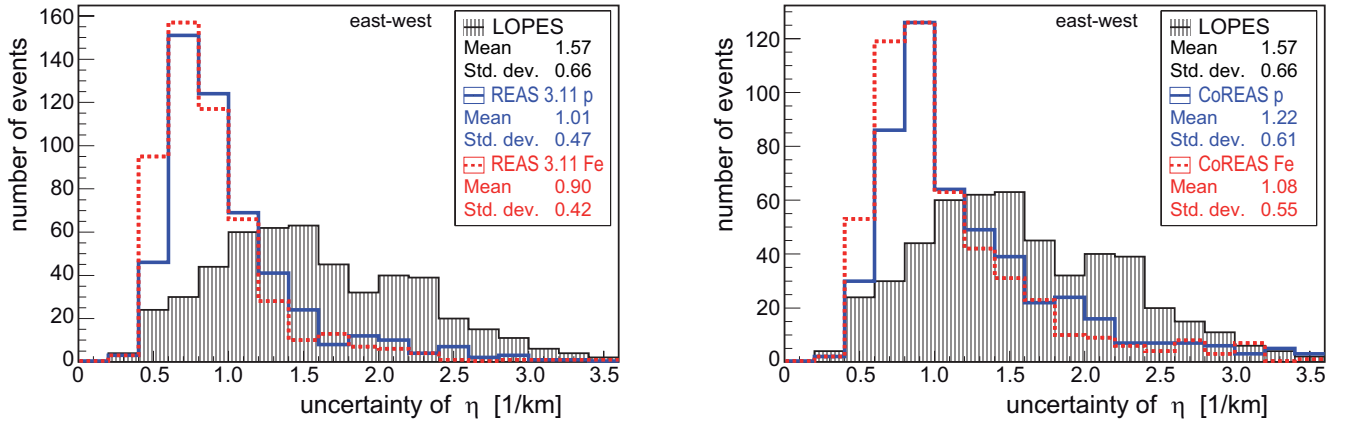 number of events
160
140
120
100
80
60
40
20
0
east-west
LOPES
Mean 1.57
Std. dev. 0.66
REAS 3.11 p
Mean 1.01
Std. dev. 0.47
REAS 3.11 Fe
Mean 0.90
Std. dev. 0.42
0 0.5 1.0 1.5 2.0 2.5 3.0 3.5
uncertainty of η [1/km]
number of events
120
100
80
60
40
20
0
east-west
LOPES
Mean 1.57
Std. dev. 0.66
CoREAS p
Mean 1.22
Std. dev. 0.61
CoREAS Fe
Mean 1.08
Std. dev. 0.55
0 0.5 1.0 1.5 2.0 2.5 3.0 3.5
uncertainty of η [1/km]